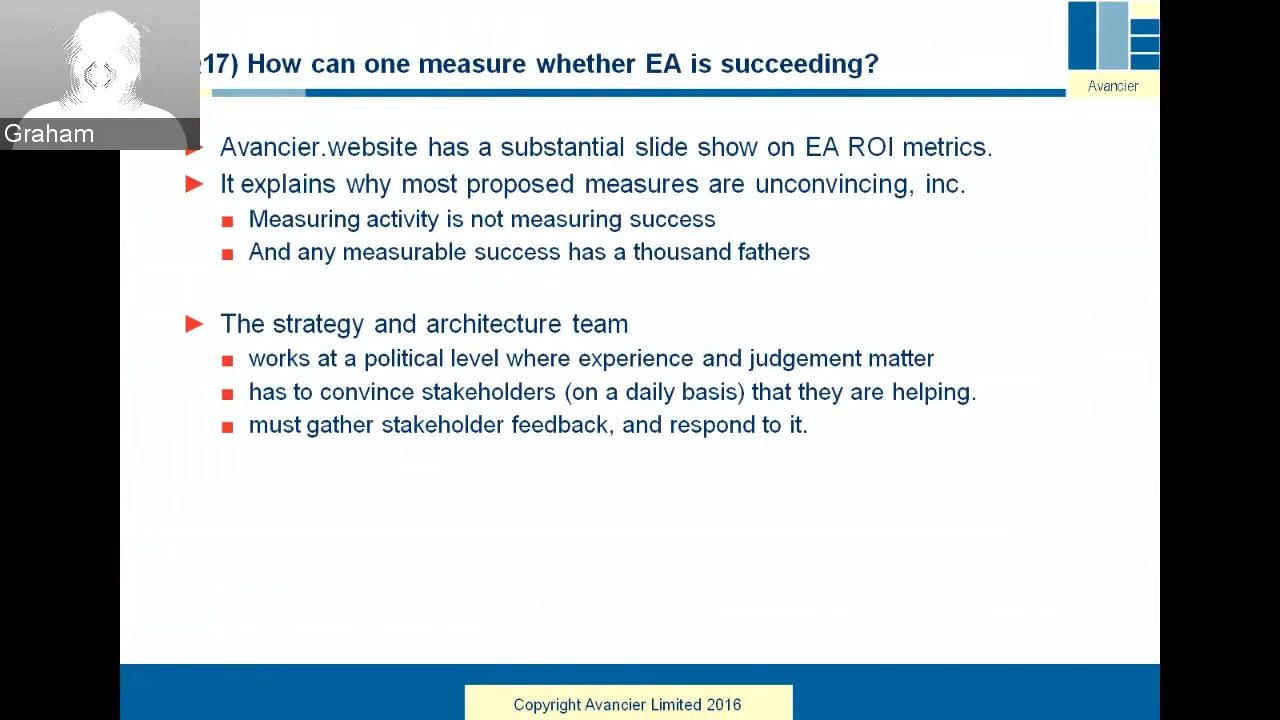 17) How can one measure whether EA is succeeding?
Avancier
Graham
Avancier.website has a substantial slide show on EA ROI metrics.
It explains why most proposed measures are unconvincing, inc.
Measuring activity is not measuring success
And any measurable success has a thousand fathers
The strategy and architecture team
works at a political level where experience and judgement matter
has to convince stakeholders (on a daily basis) that they are helping.
must gather stakeholder feedback, and respond to it.
Copyright Avancier Limited 2016